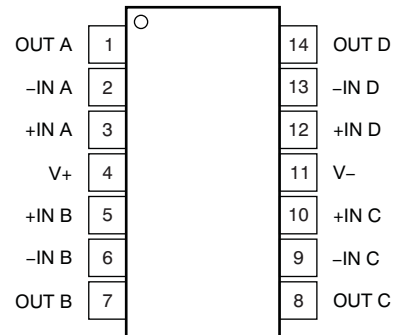 OUT A 1 14 OUT D
–IN A 2 13 –IN D
+IN A 3 12 +IN D
V+ 4 11 V–
+IN B 5 10 +IN C
–IN B 6 9 –IN C
OUT B 7 8 OUT C